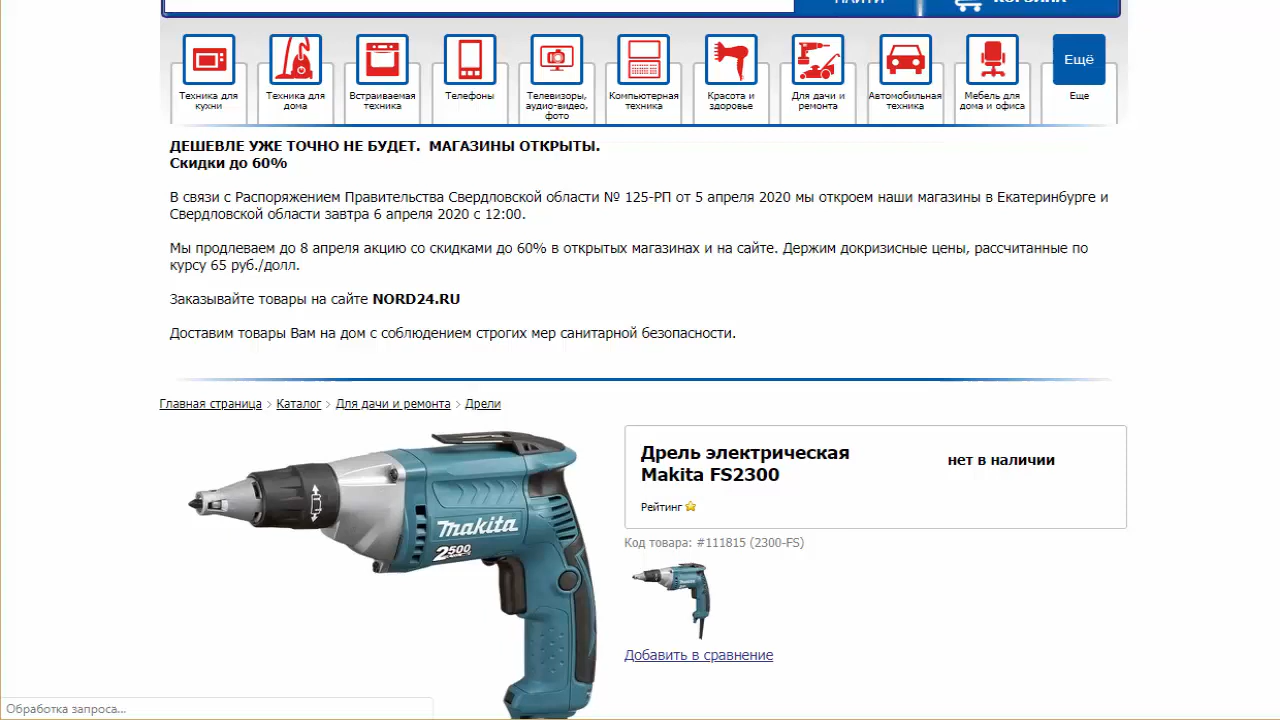 Техника для кухни
Техника для дома
Встраиваемая техника
Телефоны
Телевизоры, аудио-видео, фото
Компьютерная техника
Красота и здоровье
Для дачи и ремонта
Автомобильная техника
Мебель для дома и офиса
Ещё
Еще
ДЕШЕВЛЕ УЖЕ ТОЧНО НЕ БУДЕТ. МАГАЗИНЫ ОТКРЫТЫ.
Скидки до 60%
В связи с Распоряжением Правительства Свердловской области № 125-РП от 5 апреля 2020 мы откроем наши магазины в Екатеринбурге и
Свердловской области завтра 6 апреля 2020 с 12:00.
Мы продлеваем до 8 апреля акцию со скидками до 60% в открытых магазинах и на сайте. Держим докризисные цены, рассчитанные по
курсу 65 руб./долл.
Заказывайте товары на сайте NORD24.RU
Доставим товары Вам на дом с соблюдением строгих мер санитарной безопасности.
Главная страница > Каталог > Для дачи и ремонта > Дрели
Дрель электрическая
Makita FS2300
нет в наличии
Рейтинг
Код товара: #111815 (2300-FS)
makita
2500
Добавить в сравнение
Обработка запроса...